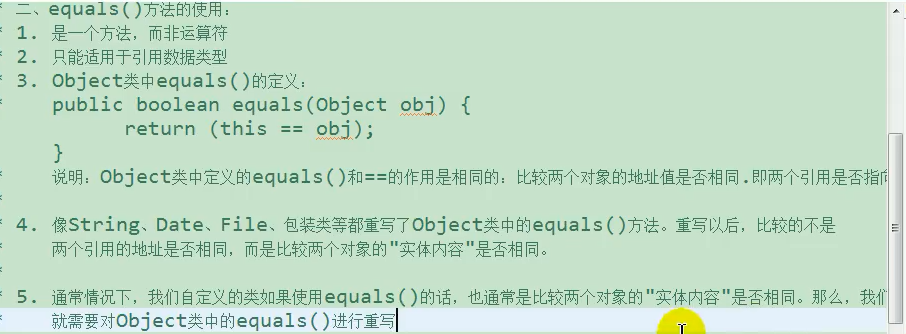 * 二、equals()方法的使用：
* 1. 是一个方法，而非运算符
* 2. 只能适用于引用数据类型
* 3. Object类中equals()的定义：
* public boolean equals(Object obj) {
* return (this == obj);
* }
* 说明：Object类中定义的equals()和==的作用是相同的：比较两个对象的地址值是否相同.即两个引用是否指向
*
* 4. 像String、Date、File、包装类等都重写了Object类中的equals()方法。重写以后，比较的不是
* 两个引用的地址是否相同，而是比较两个对象的"实体内容"是否相同。
*
* 5. 通常情况下，我们自定义的类如果使用equals()的话，也通常是比较两个对象的"实体内容"是否相同。那么，我们
* 就需要对Object类中的equals()进行重写